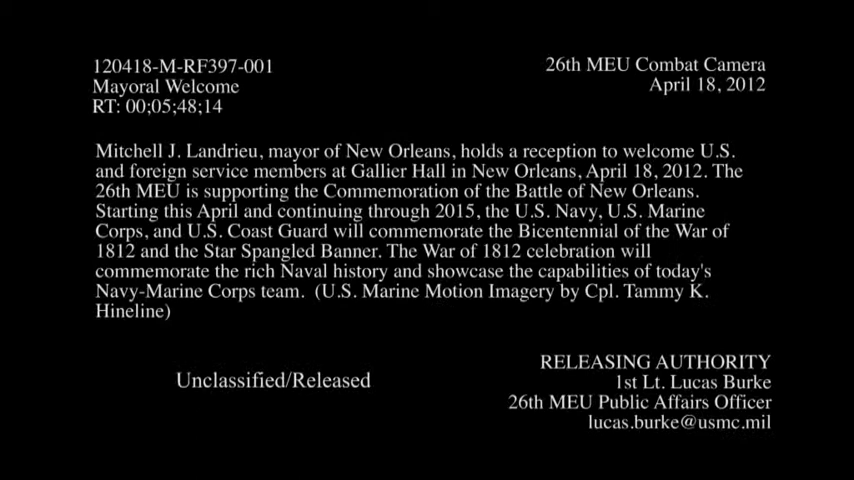 120418-M-RF397-001
Mayoral Welcome
RT: 00;05;48;14
26th MEU Combat Camera
April 18, 2012
Mitchell J. Landrieu, mayor of New Orleans, holds a reception to welcome U.S.
and foreign service members at Gallier Hall in New Orleans, April 18, 2012. The
26th MEU is supporting the Commemoration of the Battle of New Orleans.
Starting this April and continuing through 2015, the U.S. Navy, U.S. Marine
Corps, and U.S. Coast Guard will commemorate the Bicentennial of the War of
1812 and the Star Spangled Banner. The War of 1812 celebration will
commemorate the rich Naval history and showcase the capabilities of today's
Navy-Marine Corps team.  (U.S. Marine Motion Imagery by Cpl. Tammy K.
Hineline)
Unclassified/Released
RELEASING AUTHORITY
1st Lt. Lucas Burke
26th MEU Public Affairs Officer
lucas.burke@usmc.mil